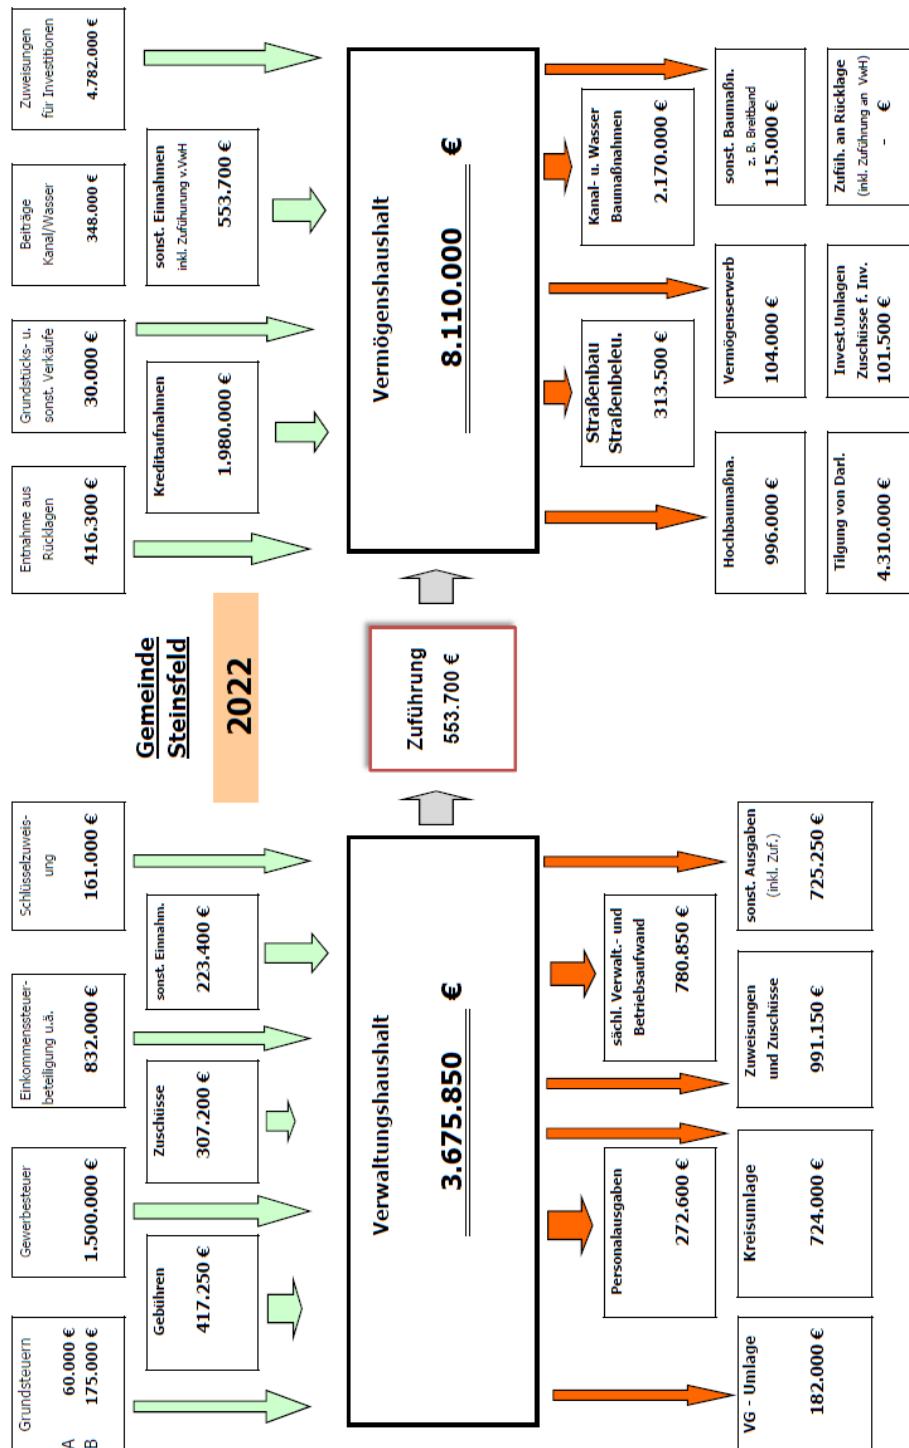 Grundsteuern
A 60.000 €
B 175.000 €
Gewerbesteuer
1.500.000 €
Einkommenssteuer-
beteiligung u.ä.
832.000 €
Schlüsselzuweis-
ung
161.000 €
Gebühren
417.250 €
Zuschüsse
307.200 €
sonst. Einnahm.
223.400 €
Gemeinde
Steinsfeld
2022
Entnahme aus
Rücklagen
416.300 €
Grundstücks- u.
sonst. Verkäufe
30.000 €
Beiträge
Kanal/Wasser
348.000 €
Zuweisungen
für Investitionen
4.782.000 €
Kreditaufnahmen
1.980.000 €
sonst. Einnahmen
inkl. Zufühurung v.VwH
553.700 €
Verwaltungshaushalt
3.675.850 €
Zuführung
553.700 €
Vermögenshaushalt
8.110.000 €
Personalausgaben
272.600 €
sächl. Verwalt.- und
Betriebsaufwand
780.850 €
VG - Umlage
182.000 €
Kreisumlage
724.000 €
Zuweisungen
und Zuschüsse
991.150 €
sonst. Ausgaben
(inkl. Zuf.)
725.250 €
Straßenbau
Straßenbeleu.
313.500 €
Kanal- u. Wasser
Baumaßnahmen
2.170.000 €
Hochbaumaßna.
996.000 €
Vermögenserwerb
104.000 €
sonst. Baumaßn.
z. B. Breitband
115.000 €
Tilgung von Darl.
4.310.000 €
Invest.Umlagen
Zuschüsse f. Inv.
101.500 €
Zufüh. an Rücklage
(inkl. Zuführung an VwH)
- €